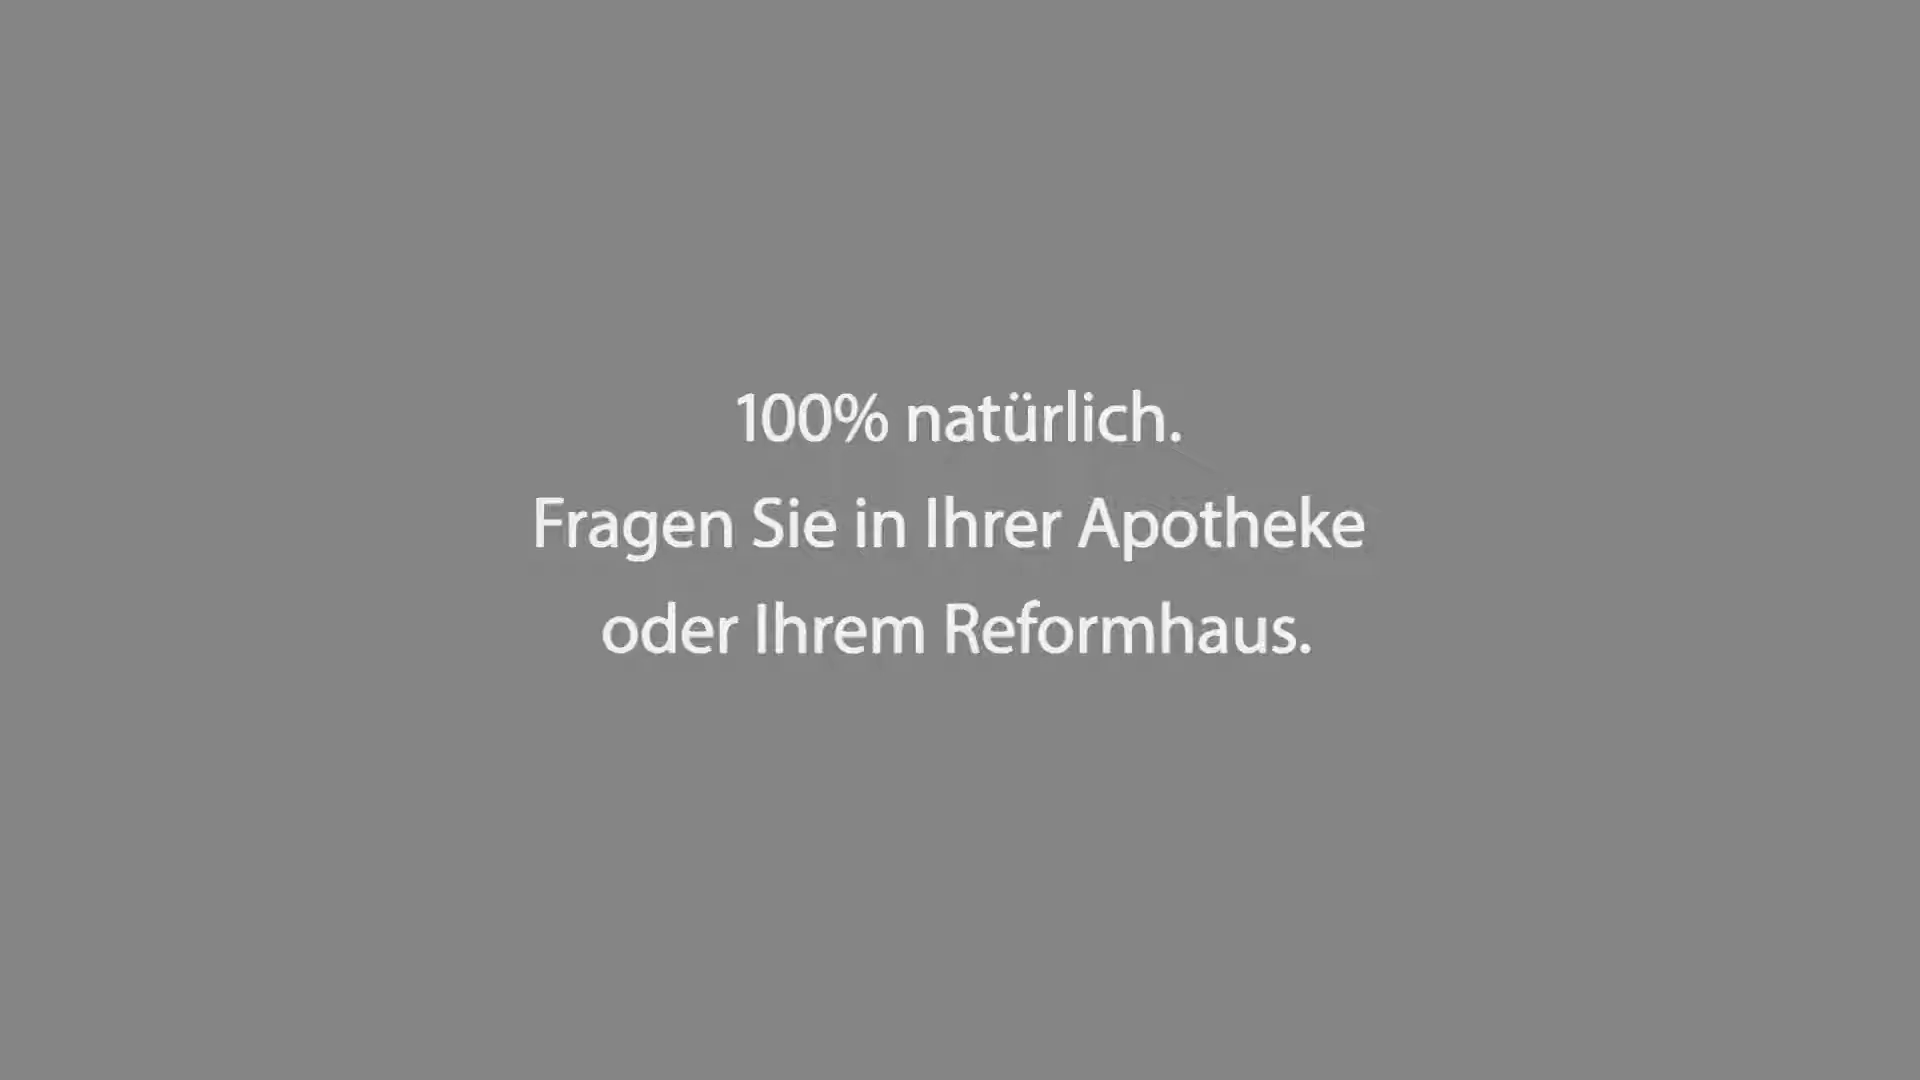 100% natürlich.
Fragen Sie in Ihrer Apotheke
oder Ihrem Reformhaus.